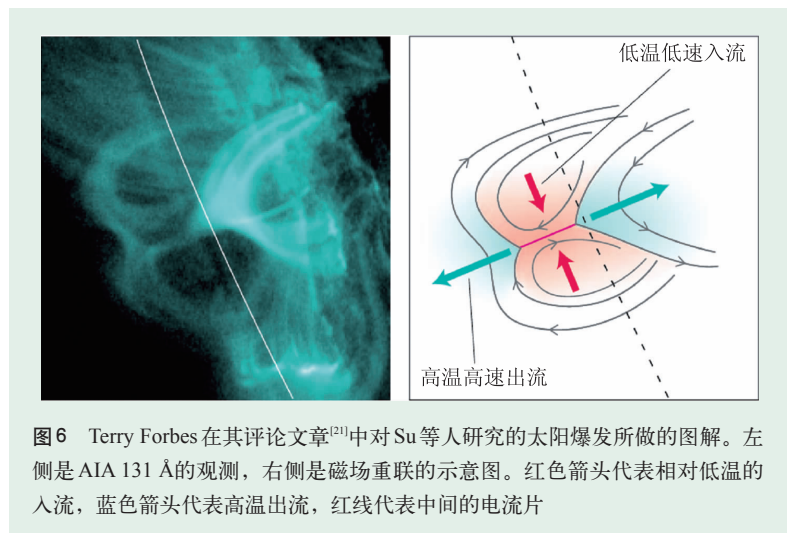 低温低速入流
高温高速出流
图6 Terry Forbes在其评论文章[21]中对Su等人研究的太阳爆发所做的图解。左
侧是AIA 131 Å的观测，右侧是磁场重联的示意图。红色箭头代表相对低温的
入流，蓝色箭头代表高温出流，红线代表中间的电流片